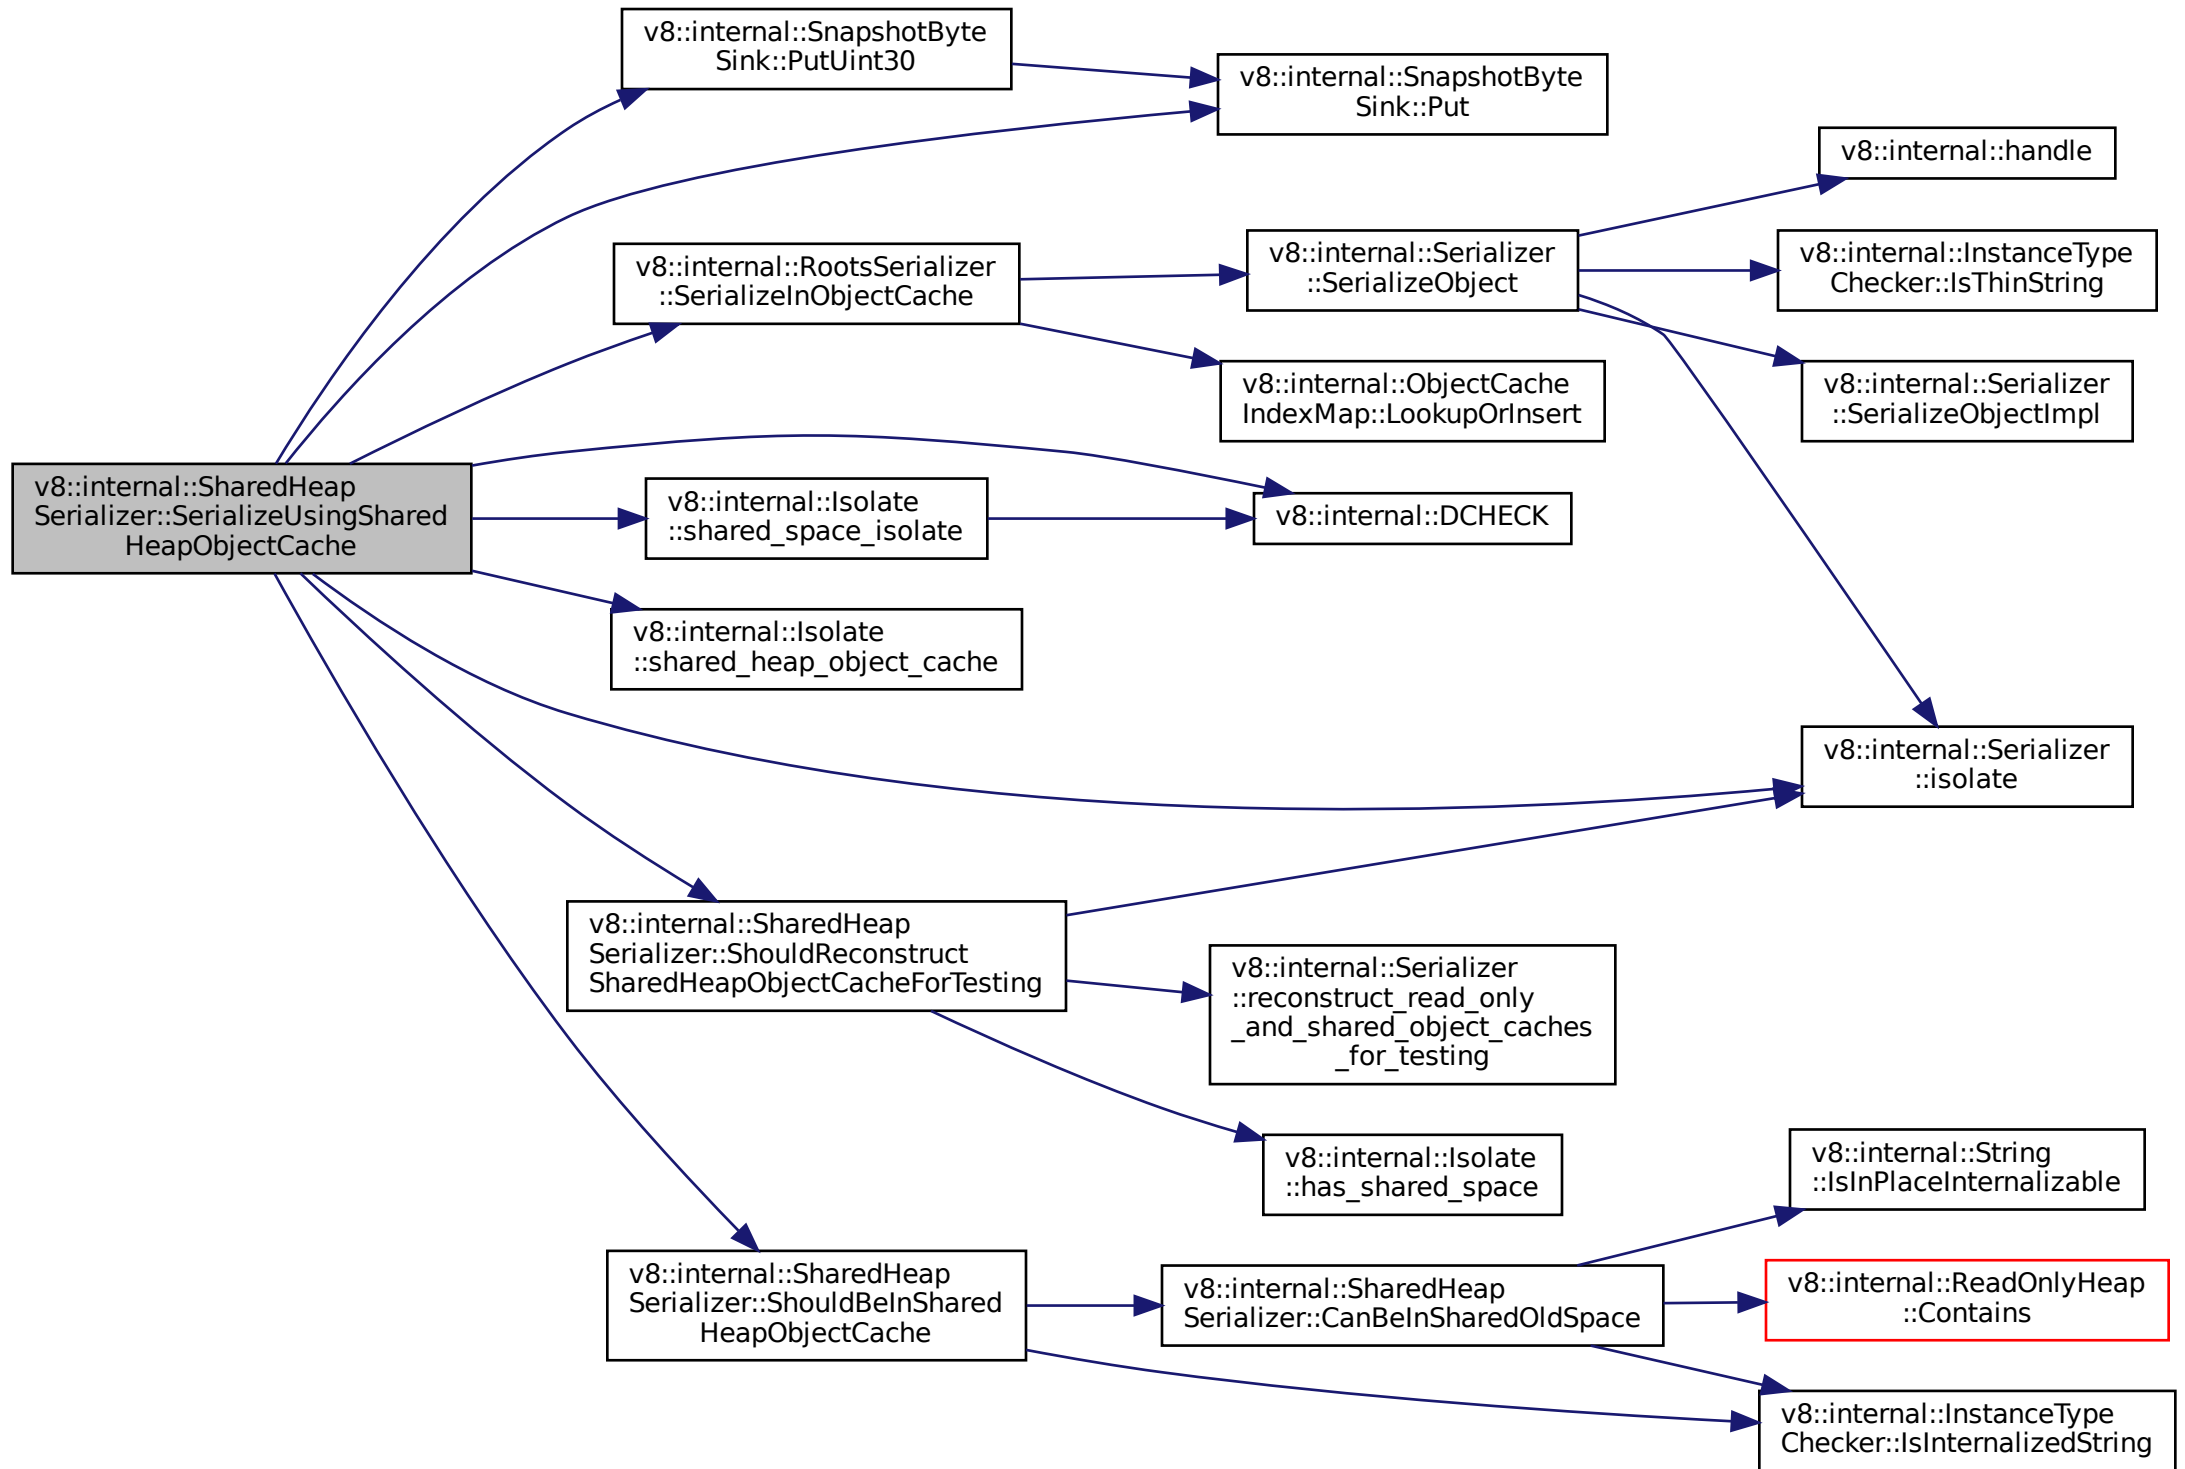 v8::internal::SnapshotByte
Sink::PutUint30
v8::internal::SnapshotByte
Sink::Put
v8::internal::handle
v8::internal::RootsSerializer
::SerializeInObjectCache
v8::internal::Serializer
::SerializeObject
v8::internal::InstanceType
Checker::IsThinString
v8::internal::ObjectCache
IndexMap::LookupOrInsert
v8::internal::Serializer
::SerializeObjectImpl
v8::internal::SharedHeap
Serializer::SerializeUsingShared
HeapObjectCache
v8::internal::Isolate
::shared_space_isolate
v8::internal::DCHECK
v8::internal::Isolate
::shared_heap_object_cache
v8::internal::Serializer
::isolate
v8::internal::SharedHeap
Serializer::ShouldReconstruct
SharedHeapObjectCacheForTesting
v8::internal::Serializer
::reconstruct_read_only
_and_shared_object_caches
_for_testing
v8::internal::Isolate
::has_shared_space
v8::internal::String
::IsInPlaceInternalizable
v8::internal::SharedHeap
Serializer::ShouldBeInShared
HeapObjectCache
v8::internal::SharedHeap
Serializer::CanBeInSharedOldSpace
v8::internal::ReadOnlyHeap
::Contains
v8::internal::InstanceType
Checker::IsInternalizedString